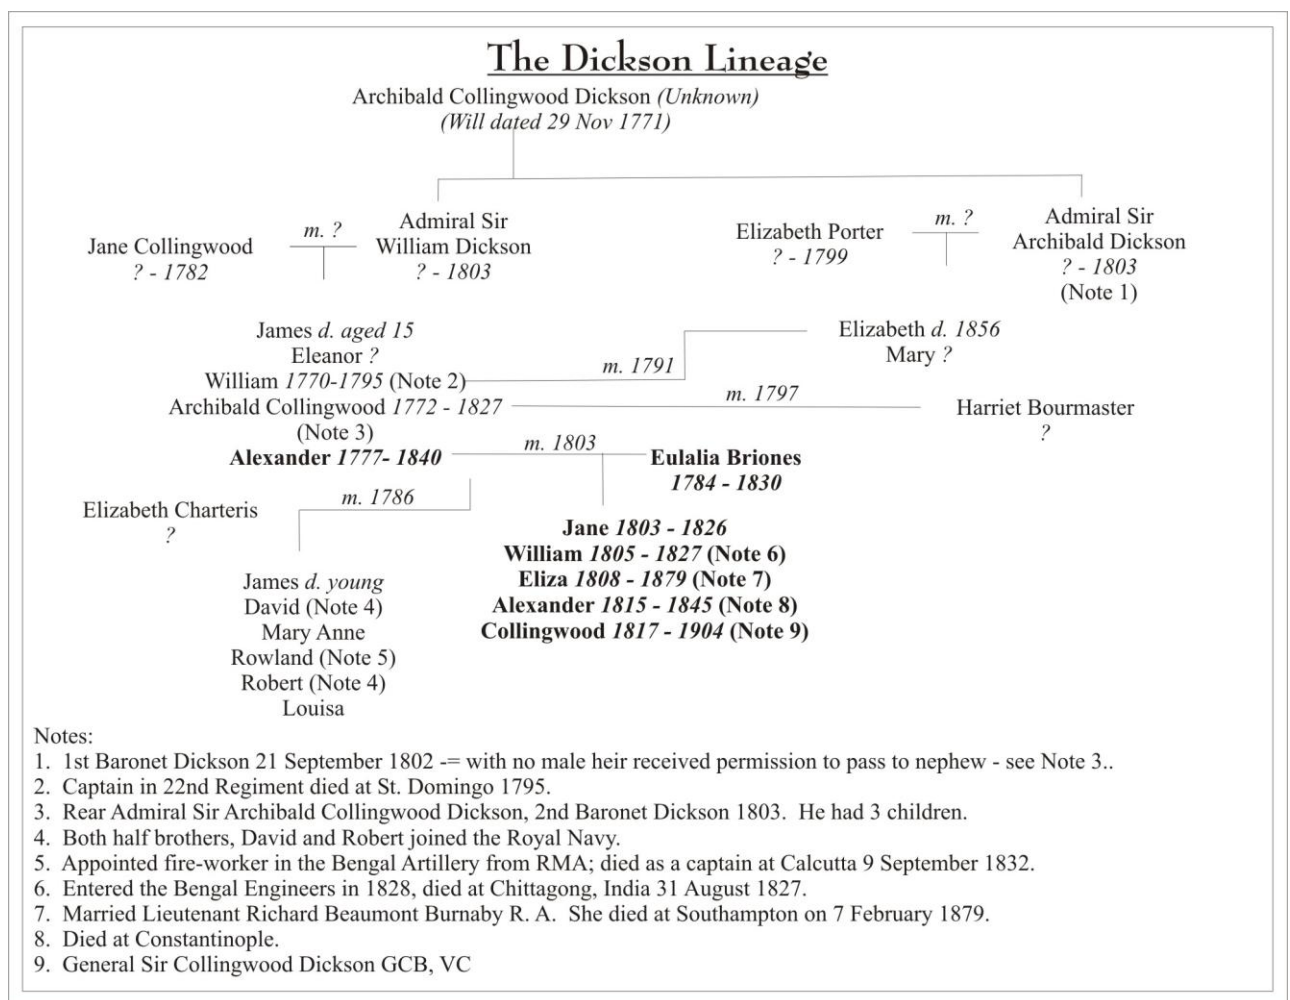 The Dickson Lineage
Archibald Collingwood Dickson (Unknown)
(Will dated 29 Nov 1771)
Jane Collingwood
? - 1782
m. ?
Admiral Sir
William Dickson
? - 1803
Elizabeth Porter
? - 1799
m. ?
Admiral Sir
Archibald Dickson
? - 1803
(Note 1)
James d. aged 15
Eleanor ?
William 1770-1795 (Note 2)
Archibald Collingwood 1772 - 1827
(Note 3)
Alexander 1777- 1840
m. 1791
Elizabeth d. 1856
Mary ?
m. 1797
Harriet Bourmaster
?
m. 1803
Eulalia Briones
1784 - 1830
Elizabeth Charteris
?
m. 1786
Jane 1803 - 1826
William 1805 - 1827 (Note 6)
Eliza 1808 - 1879 (Note 7)
Alexander 1815 - 1845 (Note 8)
Collingwood 1817 - 1904 (Note 9)
James d. young
David (Note 4)
Mary Anne
Rowland (Note 5)
Robert (Note 4)
Louisa
Notes:
1. 1st Baronet Dickson 21 September 1802 -= with no male heir received permission to pass to nephew - see Note 3..
2. Captain in 22nd Regiment died at St. Domingo 1795.
3. Rear Admiral Sir Archibald Collingwood Dickson, 2nd Baronet Dickson 1803. He had 3 children.
4. Both half brothers, David and Robert joined the Royal Navy.
5. Appointed fire-worker in the Bengal Artillery from RMA; died as a captain at Calcutta 9 September 1832.
6. Entered the Bengal Engineers in 1828, died at Chittagong, India 31 August 1827.
7. Married Lieutenant Richard Beaumont Burnaby R. A. She died at Southampton on 7 February 1879.
8. Died at Constantinople.
9. General Sir Collingwood Dickson GCB, VC